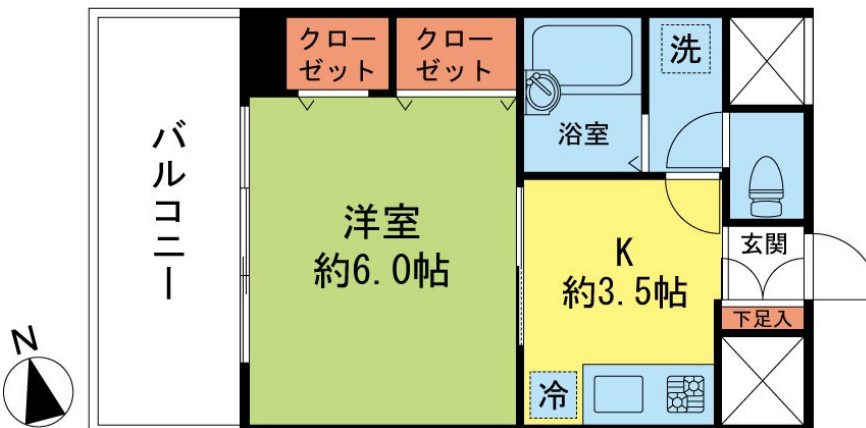 クロー
ゼット
クロー
ゼット
洗
浴室
バルコニー
洋室
約6.0帖
K
約3.5帖
玄関
下足入
冷
N